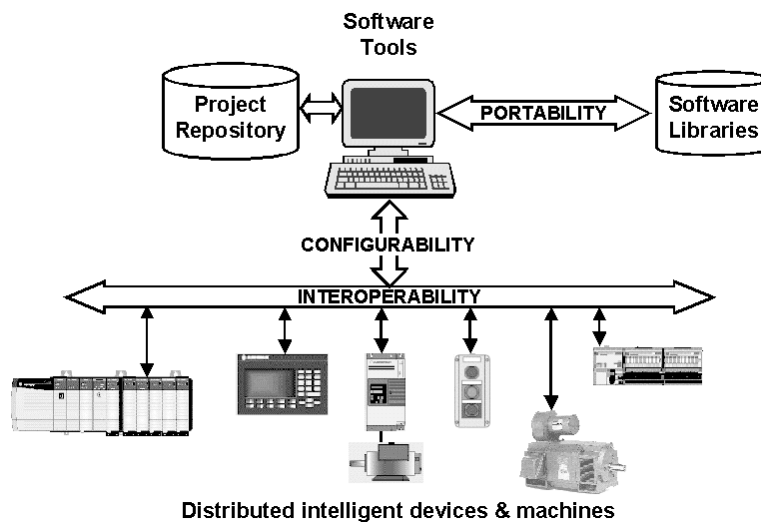 Software
Tools
Project
Repository
PORTABILITY
Software
Libraries
CONFIGURABILITY
INTEROPERABILITY
Distributed intelligent devices & machines